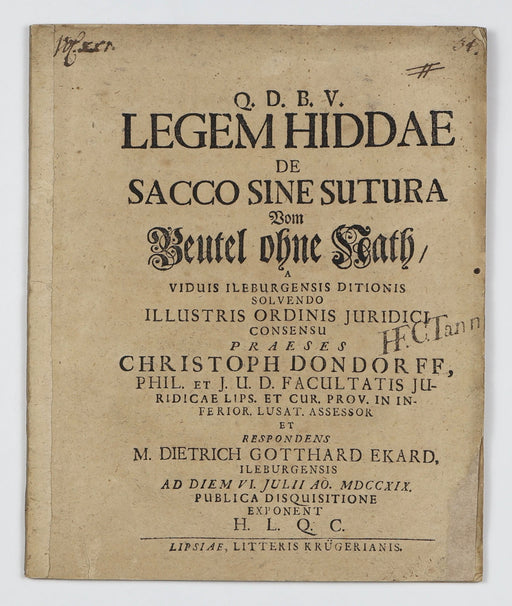 54.
Q. D. B. V.
LEGEM HIDDAE
DE
SACCO SINE SUTURA
Vom
Beutel ohne Nath/
A
VIDUIS ILEBURGENSIS DITIONIS
SOLVENDO
ILLUSTRIS ORDINIS JURIDICI
CONSENSU
PRAESES
H.F.C. Tann
CHRISTOPH DONDORFF,
PHIL. ET J. U. D. FACULTATIS JU-
RIDICAE LIPS. ET CUR. PROV. IN IN-
FERIOR. LUSAT. ASSESSOR
ET
RESPONDENS
M. DIETRICH GOTTHARD EKARD,
ILEBURGENSIS
AD DIEM VI. JULII AO. MDCCXIX.
PUBLICA DISQUISITIONE
EXPONENT
H. L. Q. C.
LIPSIAE, LITTERIS KRÜGERIANIS.